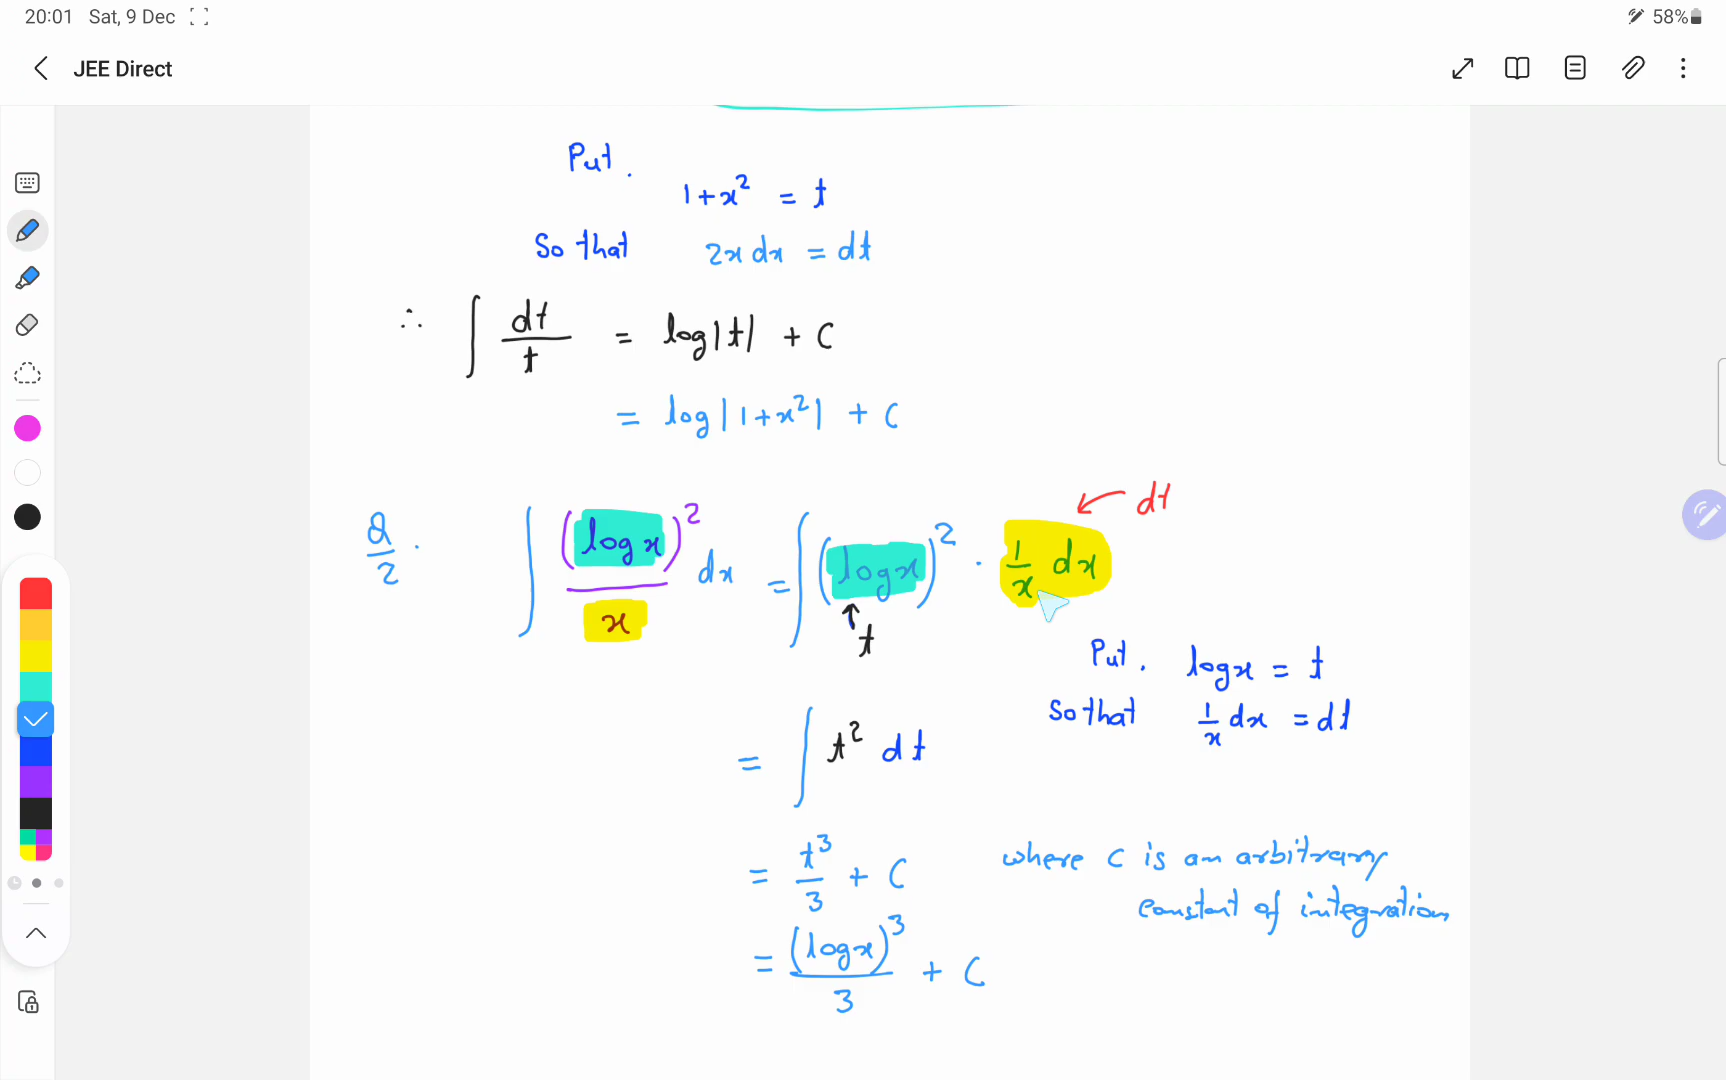 20:01 Sat, 9 Dec 58%
JEE Direct
Put.
1+x² = t
So that 2x dx = dt
∴ ∫ dt/t = log|t| + C
= log|1+x²| + C
dt
Q/2. ∫ (log x)²/x dx = ∫ (log x)² · 1/x dx
t
Put. log x = t
So that 1/x dx = dt
= ∫ t² dt
= t³/3 + C where C is an arbitrary
constant of integration,
= (log x)³/3 + C